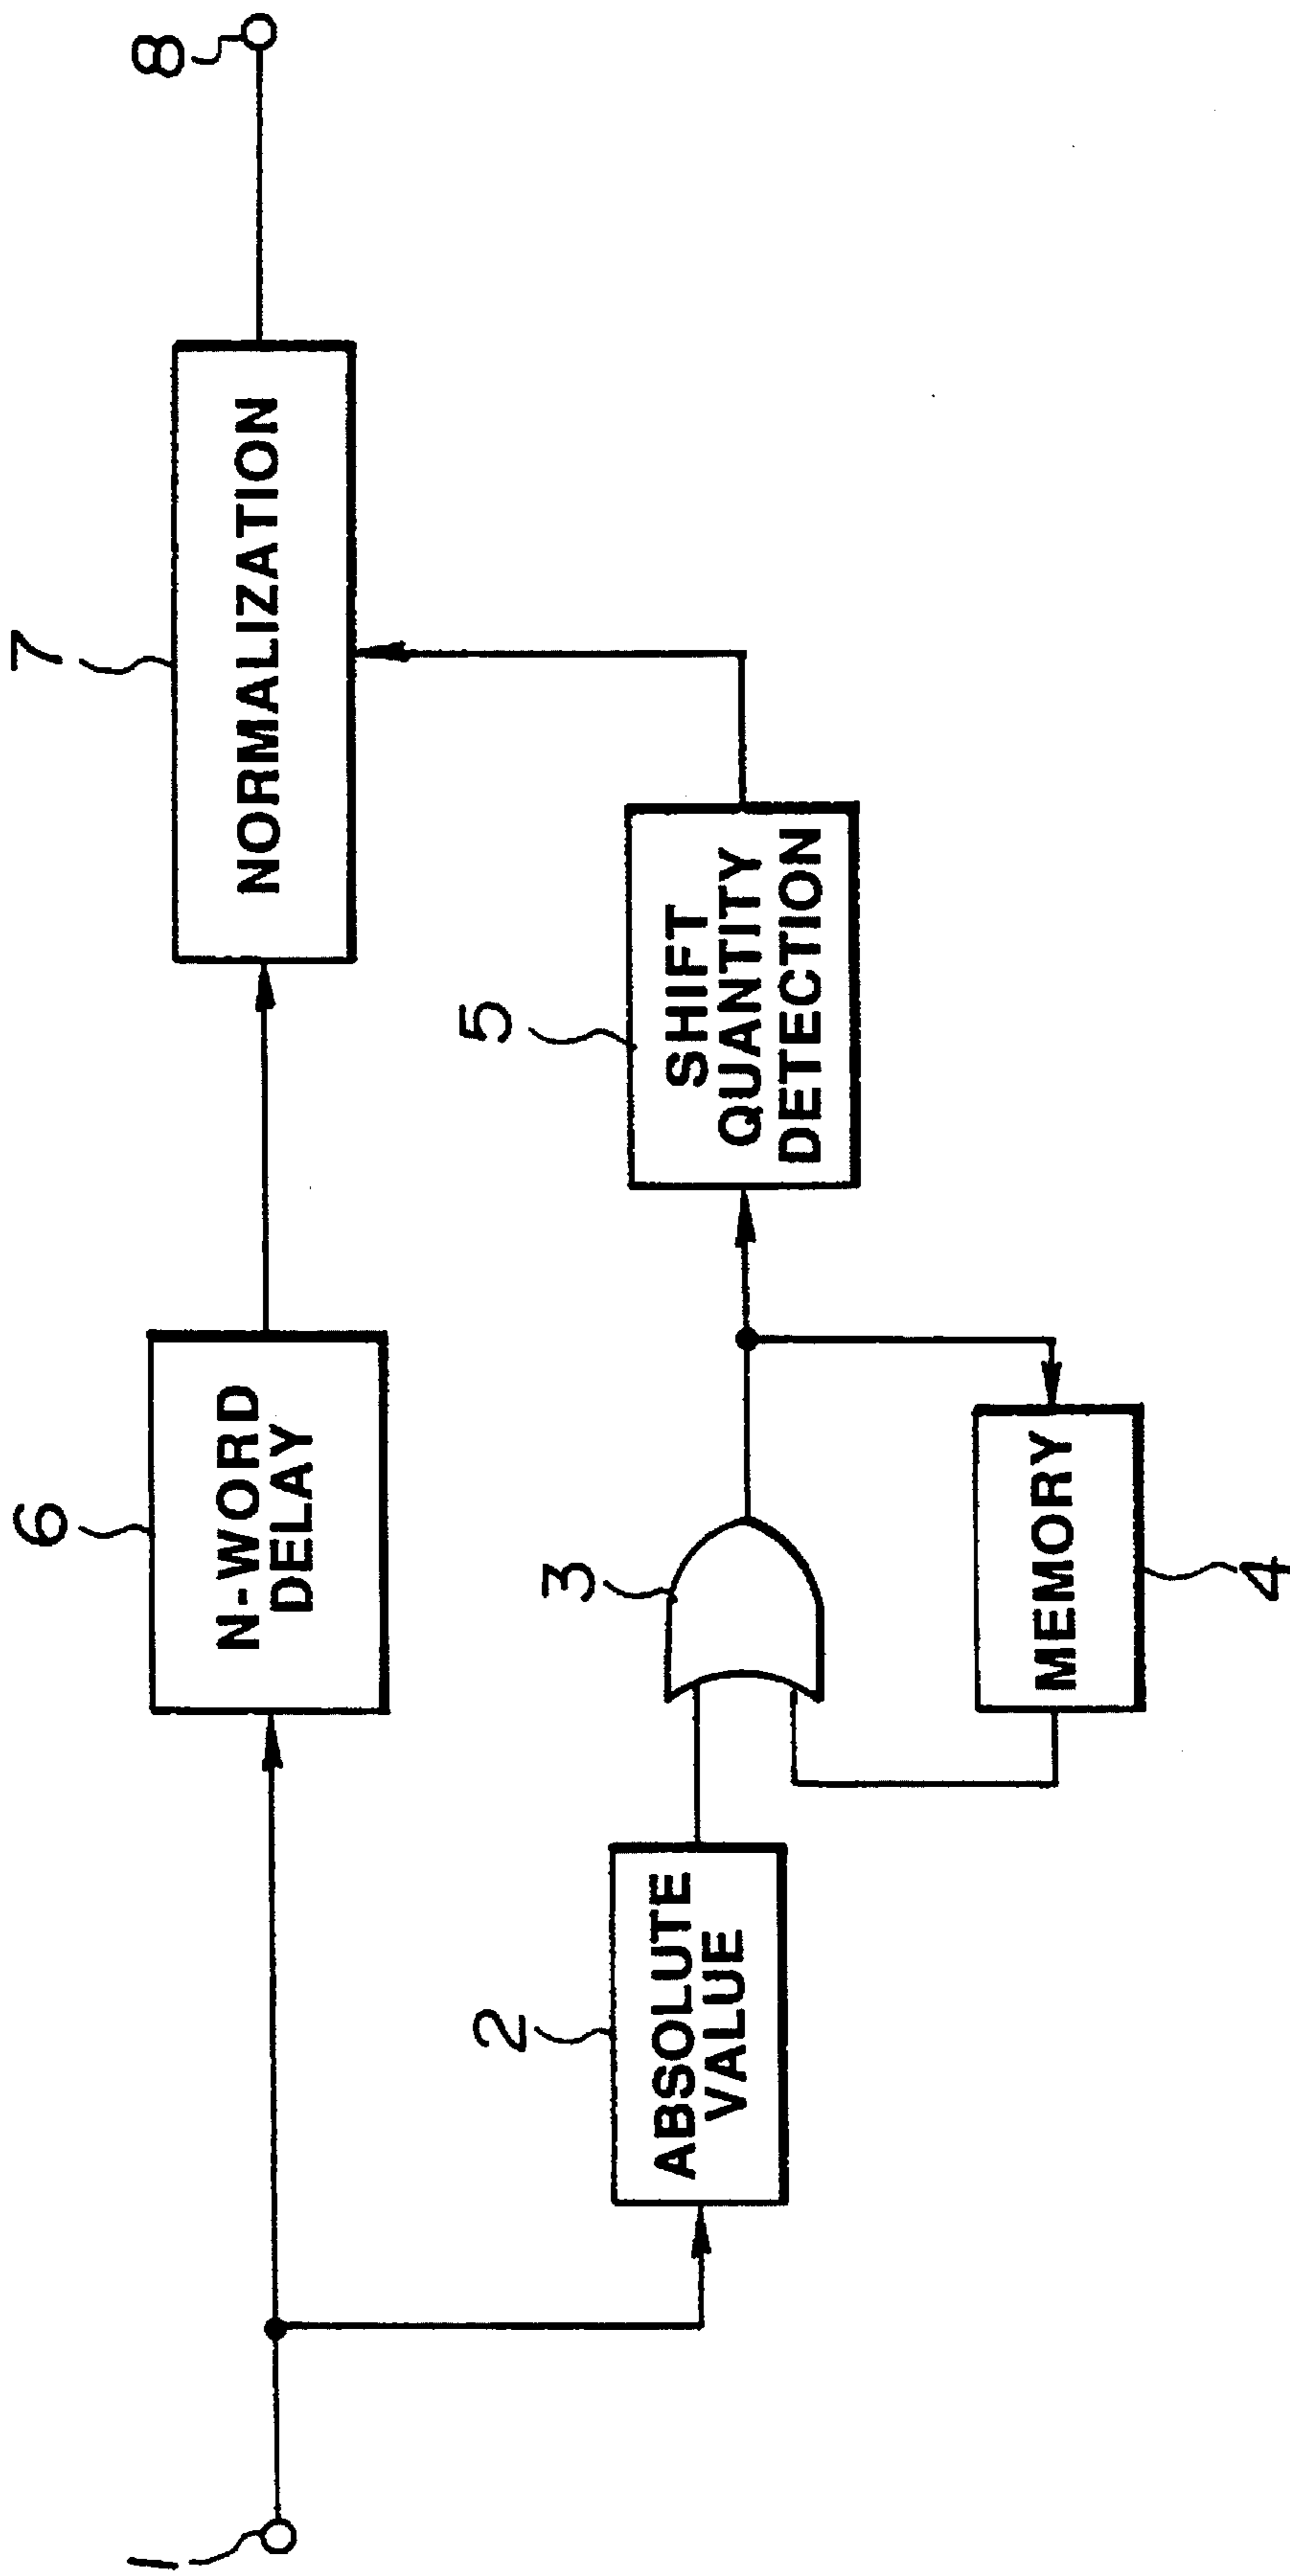 6
N-WORD
DELAY
7
NORMALIZATION
8
1
2
ABSOLUTE
VALUE
3
5
SHIFT
QUANTITY
DETECTION
MEMORY
4